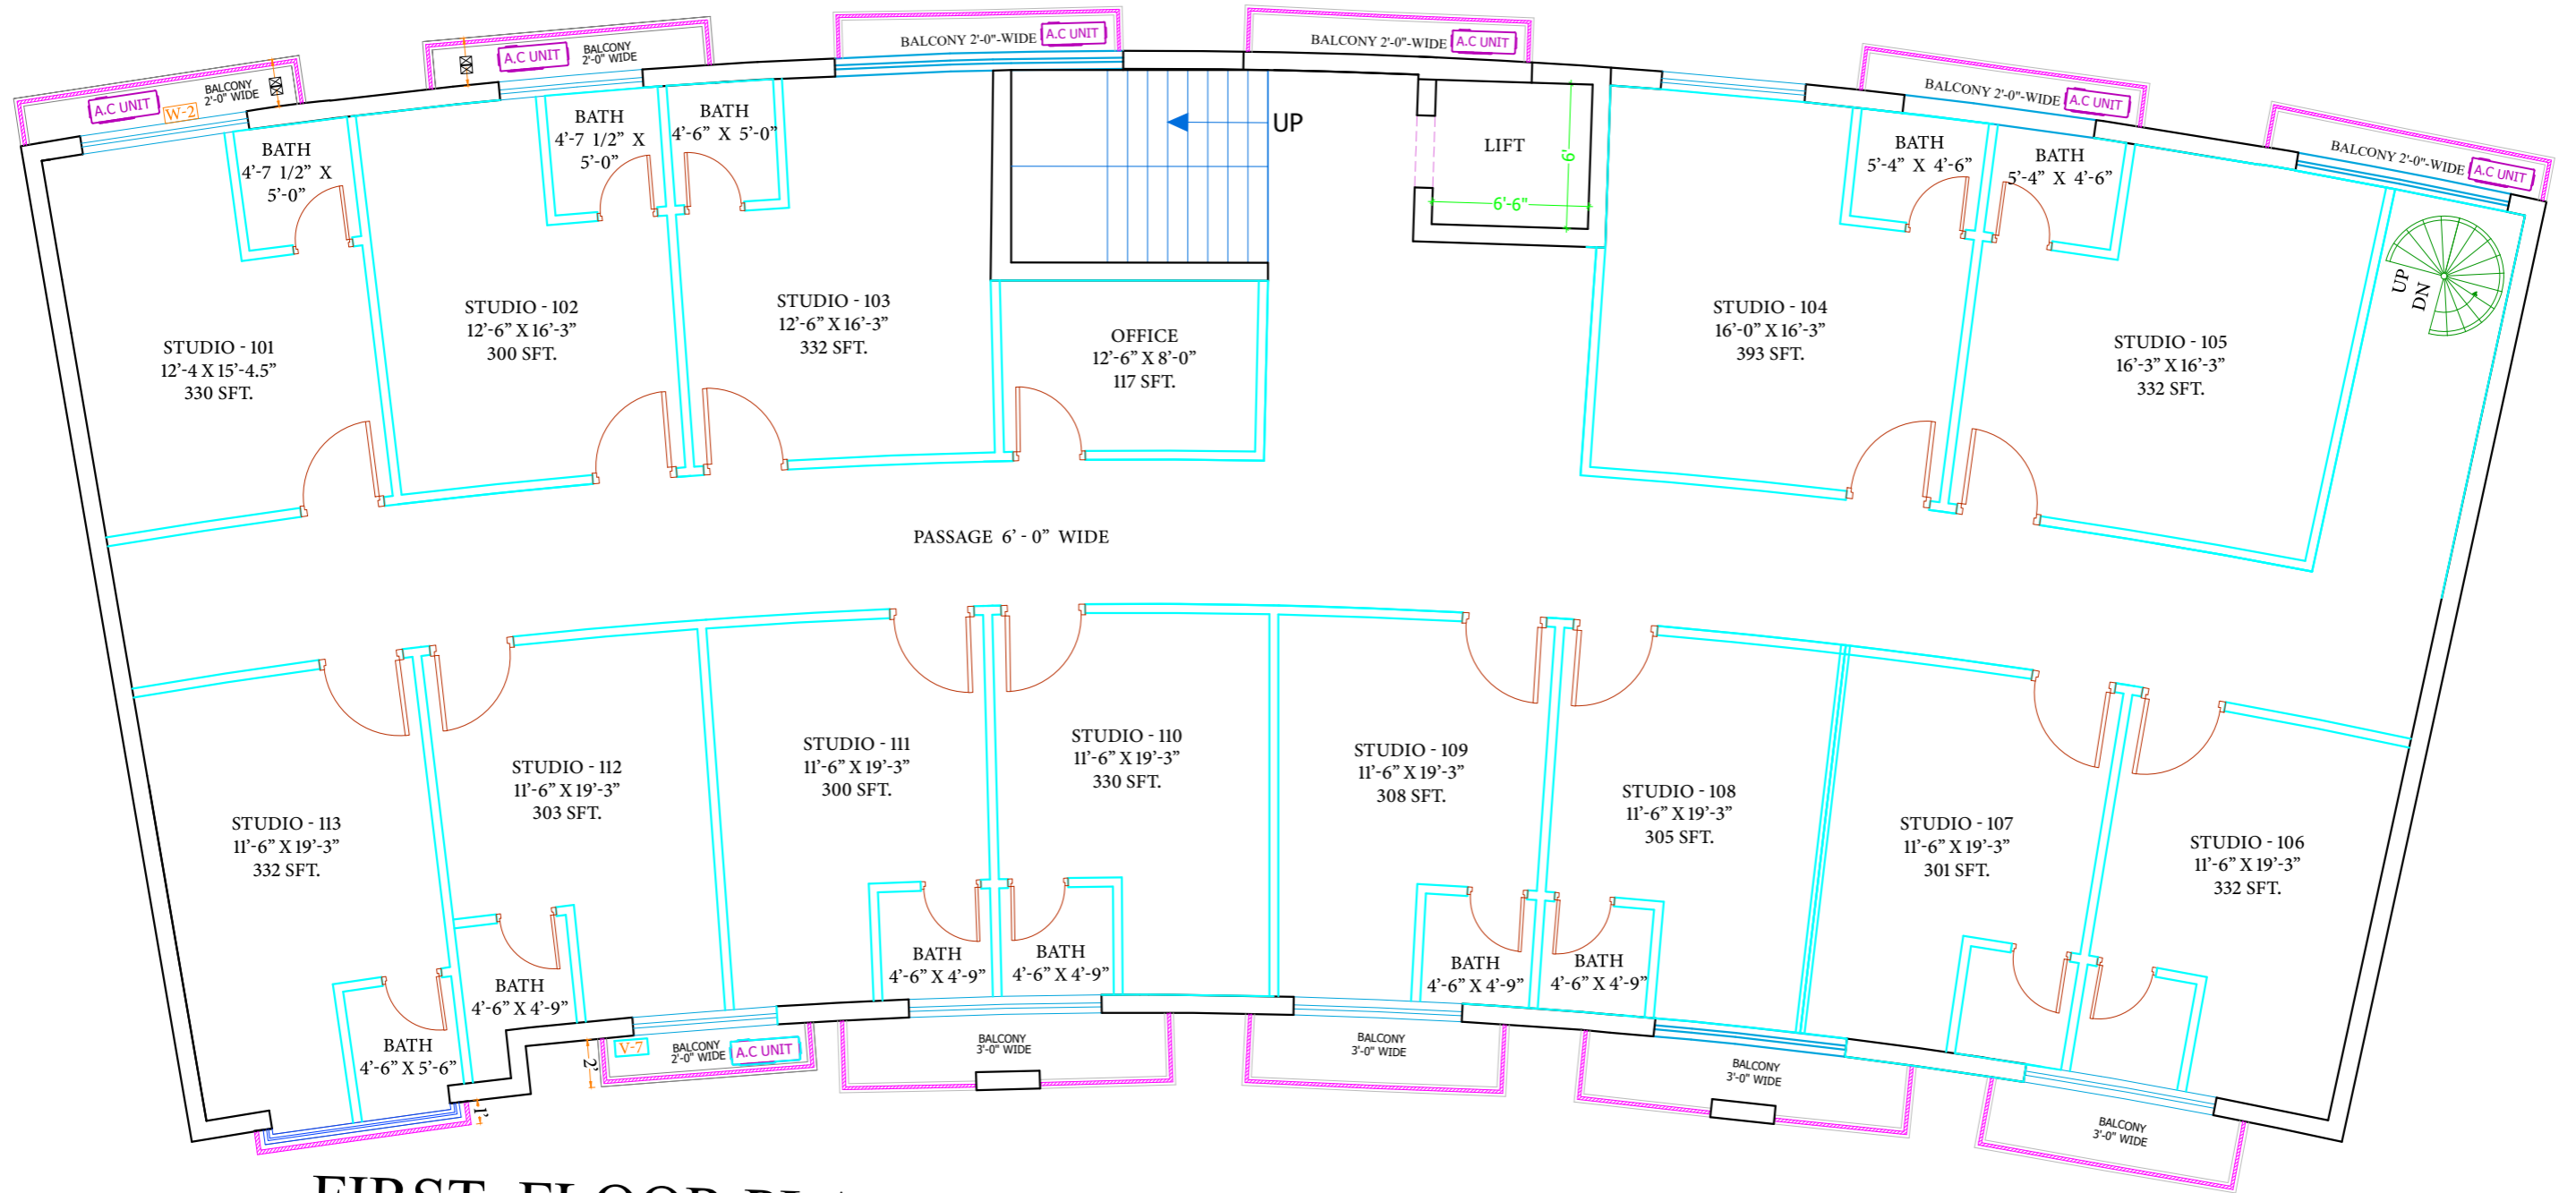 BALCONY 2'-0"-WIDE
A.C UNIT
BALCONY 2'-0"-WIDE
A.C UNIT
A.C UNIT
BALCONY
2'-0" WIDE
A.C UNIT
W-2
BALCONY
2'-0" WIDE
BALCONY 2'-0"-WIDE
A.C UNIT
BALCONY 2'-0"-WIDE
A.C UNIT
BATH
4'-7 1/2” X
5’-0”
BATH
4'-7 1/2” X
5’-0”
BATH
4’-6” X 5’-0”
UP
LIFT
6'
6'-6"
BATH
5’-4” X 4’-6”
BATH
5’-4” X 4’-6”
UP
DN
STUDIO - 101
12’-4 X 15’-4.5”
330 SFT.
STUDIO - 102
12’-6” X 16’-3”
300 SFT.
STUDIO - 103
12’-6” X 16’-3”
332 SFT.
OFFICE
12’-6” X 8’-0”
117 SFT.
STUDIO - 104
16’-0” X 16’-3”
393 SFT.
STUDIO - 105
16’-3” X 16’-3”
332 SFT.
PASSAGE 6’ - 0” WIDE
STUDIO - 113
11’-6” X 19’-3”
332 SFT.
STUDIO - 112
11’-6” X 19’-3”
303 SFT.
STUDIO - 111
11’-6” X 19’-3”
300 SFT.
STUDIO - 110
11’-6” X 19’-3”
330 SFT.
STUDIO - 109
11’-6” X 19’-3”
308 SFT.
STUDIO - 108
11’-6” X 19’-3”
305 SFT.
STUDIO - 107
11’-6” X 19’-3”
301 SFT.
STUDIO - 106
11’-6” X 19’-3”
332 SFT.
BATH
4’-6” X 5’-6”
BATH
4’-6” X 4’-9”
BATH
4’-6” X 4’-9”
BATH
4’-6” X 4’-9”
BATH
4’-6” X 4’-9”
BATH
4’-6” X 4’-9”
1'
2'
V-7
BALCONY
2'-0" WIDE
A.C UNIT
BALCONY
3'-0" WIDE
BALCONY
3'-0" WIDE
BALCONY
3'-0" WIDE
BALCONY
3'-0" WIDE
FIRST FLOOR